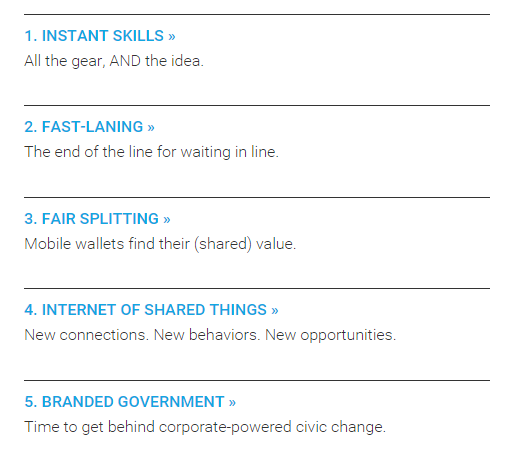 1. INSTANT SKILLS »
All the gear, AND the idea.
2. FAST-LANING »
The end of the line for waiting in line.
3. FAIR SPLITTING »
Mobile wallets find their (shared) value.
4. INTERNET OF SHARED THINGS »
New connections. New behaviors. New opportunities.
5. BRANDED GOVERNMENT »
Time to get behind corporate-powered civic change.